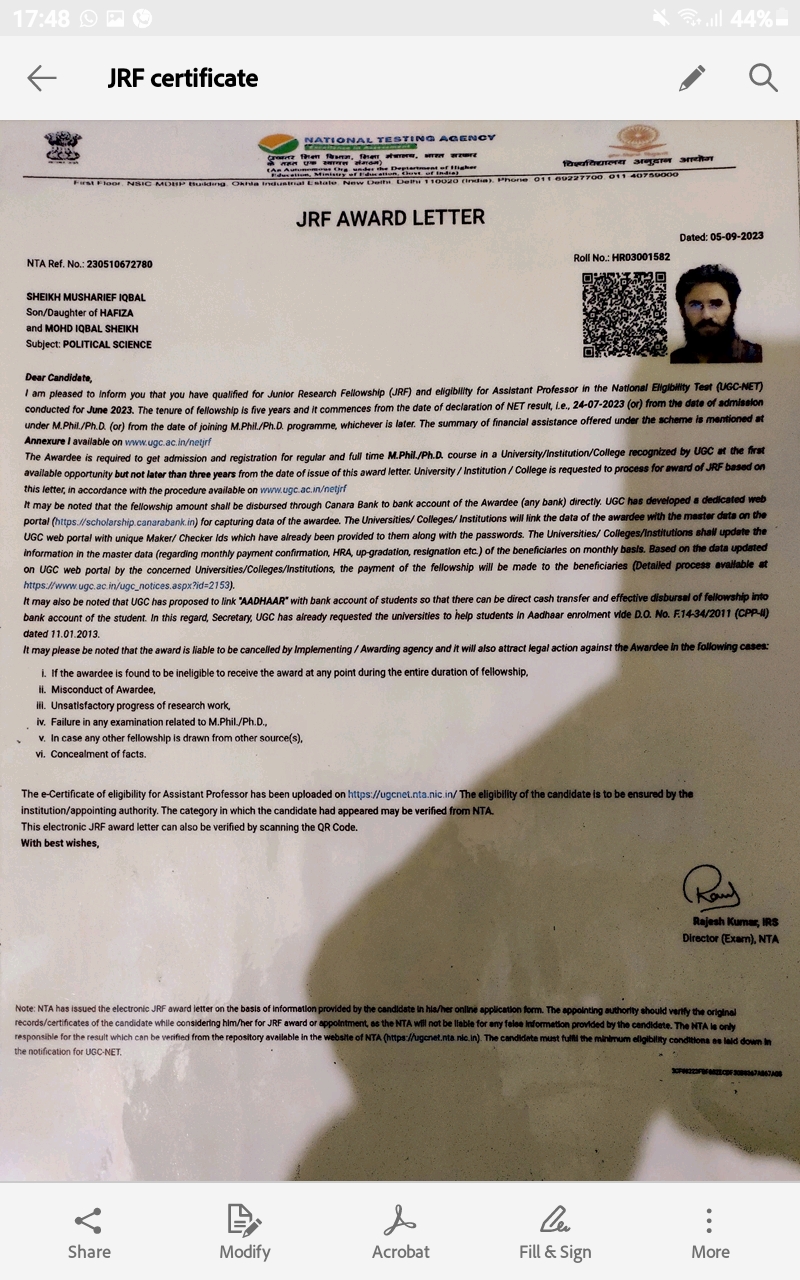 17:48
44%
JRF certificate
NATIONAL TESTING AGENCY
Excellence in Assessment
(उच्चतर शिक्षा विभाग, शिक्षा मंत्रालय, भारत सरकार
के तहत एक स्वायत्त संगठन)
(An Autonomous Org. under the Department of Higher
Education, Ministry of Education, Govt. of India)
विश्वविद्यालय अनुदान आयोग
First Floor, NSIC-MDBP Building, Okhla Industrial Estate, New Delhi, Delhi 110020 (India). Phone 011-69227700, 011-40759000
JRF AWARD LETTER
Dated: 05-09-2023
NTA Ref. No.: 230510672780
Roll No.: HR03001582
SHEIKH MUSHARIEF IQBAL
Son/Daughter of HAFIZA
and MOHD IQBAL SHEIKH
Subject: POLITICAL SCIENCE
Dear Candidate,
I am pleased to inform you that you have qualified for Junior Research Fellowship (JRF) and eligibility for Assistant Professor in the National Eligibility Test (UGC-NET)
conducted for June 2023. The tenure of fellowship is five years and it commences from the date of declaration of NET result, i.e., 24-07-2023 (or) from the date of admission
under M.Phil./Ph.D. (or) from the date of joining M.Phil./Ph.D. programme, whichever is later. The summary of financial assistance offered under the scheme is mentioned at
Annexure I available on www.ugc.ac.in/netjrf
The Awardee is required to get admission and registration for regular and full time M.Phil./Ph.D. course in a University/Institution/College recognized by UGC at the first
available opportunity but not later than three years from the date of issue of this award letter. University / Institution / College is requested to process for award of JRF based on
this letter, in accordance with the procedure available on www.ugc.ac.in/netjrf
It may be noted that the fellowship amount shall be disbursed through Canara Bank to bank account of the Awardee (any bank) directly. UGC has developed a dedicated web
portal (https://scholarship.canarabank.in) for capturing data of the awardee. The Universities/ Colleges/ Institutions will link the data of the awardee with the master data on the
UGC web portal with unique Maker/ Checker Ids which have already been provided to them along with the passwords. The Universities/ Colleges/Institutions shall update the
information in the master data (regarding monthly payment confirmation, HRA, up-gradation, resignation etc.) of the beneficiaries on monthly basis. Based on the data updated
on UGC web portal by the concerned Universities/Colleges/Institutions, the payment of the fellowship will be made to the beneficiaries (Detailed process available at
https://www.ugc.ac.in/ugc_notices.aspx?id=2153).
It may also be noted that UGC has proposed to link "AADHAAR" with bank account of students so that there can be direct cash transfer and effective disbursal of fellowship into
bank account of the student. In this regard, Secretary, UGC has already requested the universities to help students in Aadhaar enrolment vide D.O. No. F.14-34/2011 (CPP-II)
dated 11.01.2013.
It may please be noted that the award is liable to be cancelled by Implementing / Awarding agency and it will also attract legal action against the Awardee in the following cases:
i. If the awardee is found to be ineligible to receive the award at any point during the entire duration of fellowship,
ii. Misconduct of Awardee,
iii. Unsatisfactory progress of research work,
iv. Failure in any examination related to M.Phil./Ph.D.,
v. In case any other fellowship is drawn from other source(s),
vi. Concealment of facts.
The e-Certificate of eligibility for Assistant Professor has been uploaded on https://ugcnet.nta.nic.in/ The eligibility of the candidate is to be ensured by the
institution/appointing authority. The category in which the candidate had appeared may be verified from NTA.
This electronic JRF award letter can also be verified by scanning the QR Code.
With best wishes,
Rajesh Kumar, IRS
Director (Exam), NTA
Note: NTA has issued the electronic JRF award letter on the basis of information provided by the candidate in his/her online application form. The appointing authority should verify the original
records/certificates of the candidate while considering him/her for JRF award or appointment, as the NTA will not be liable for any false information provided by the candidate. The NTA is only
responsible for the result which can be verified from the repository available in the website of NTA (https://ugcnet.nta.nic.in). The candidate must fulfil the minimum eligibility conditions as laid down in
the notification for UGC-NET.
Share
Modify
Acrobat
Fill & Sign
More